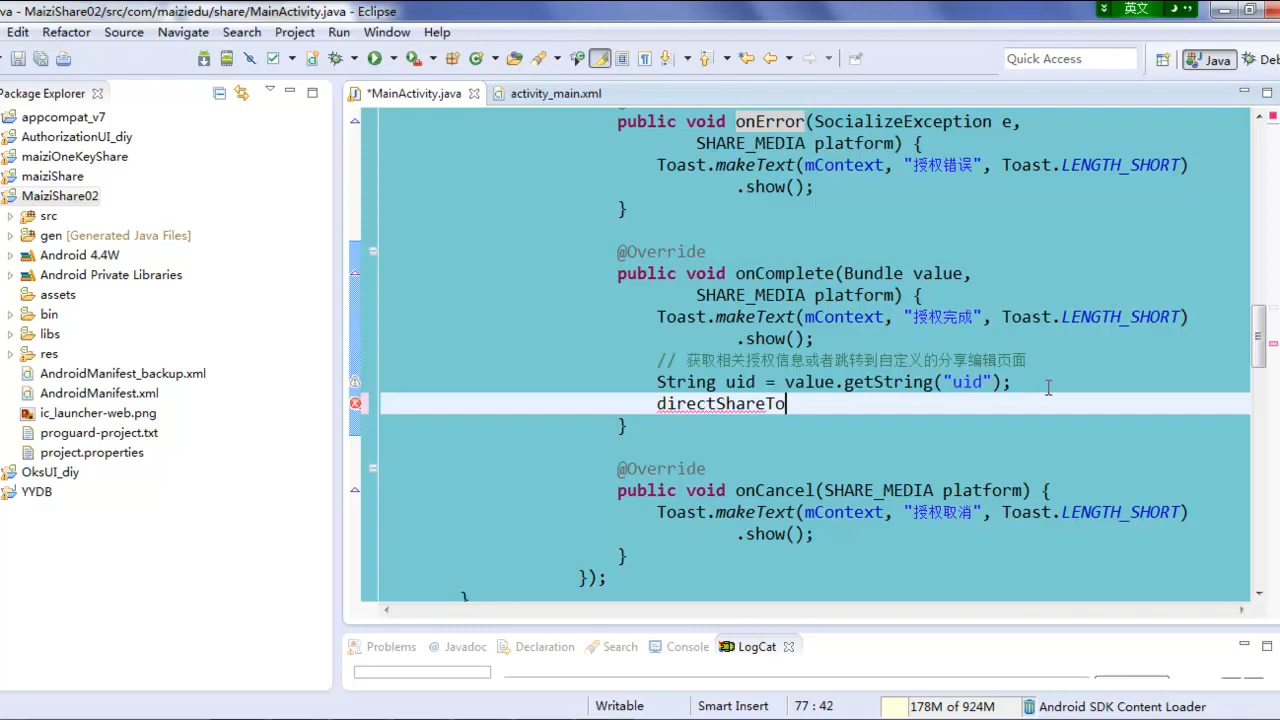 va - MaiziShare02/src/com/maiziedu/share/MainActivity.java - Eclipse
英文
Edit Refactor Source Navigate Search Project Run Window Help
Quick Access
Java
Deb
Package Explorer
*MainActivity.java
activity_main.xml
appcompat_v7
AuthorizationUI_diy
maiziOneKeyShare
maiziShare
MaiziShare02
src
gen [Generated Java Files]
Android 4.4W
Android Private Libraries
assets
bin
libs
res
AndroidManifest_backup.xml
AndroidManifest.xml
ic_launcher-web.png
proguard-project.txt
project.properties
OksUI_diy
YYDB
public void onError(SocializeException e,
SHARE_MEDIA platform) {
Toast.makeText(mContext, "授权错误", Toast.LENGTH_SHORT)
.show();
}
@Override
public void onComplete(Bundle value,
SHARE_MEDIA platform) {
Toast.makeText(mContext, "授权完成", Toast.LENGTH_SHORT)
.show();
// 获取相关授权信息或者跳转到自定义的分享编辑页面
String uid = value.getString("uid");
directShareTo
}
@Override
public void onCancel(SHARE_MEDIA platform) {
Toast.makeText(mContext, "授权取消", Toast.LENGTH_SHORT)
.show();
}
});
}
Problems @ Javadoc Declaration Search Console LogCat
Writable
Smart Insert
77 : 42
178M of 924M
Android SDK Content Loader